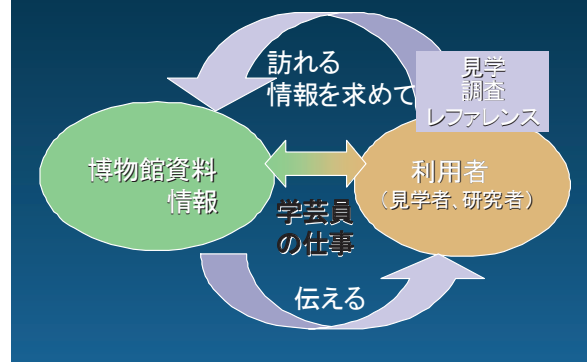 訪れる
情報を求めて
見学
調査
レファレンス
博物館資料
情報
利用者
（見学者、研究者）
学芸員
の仕事
伝える